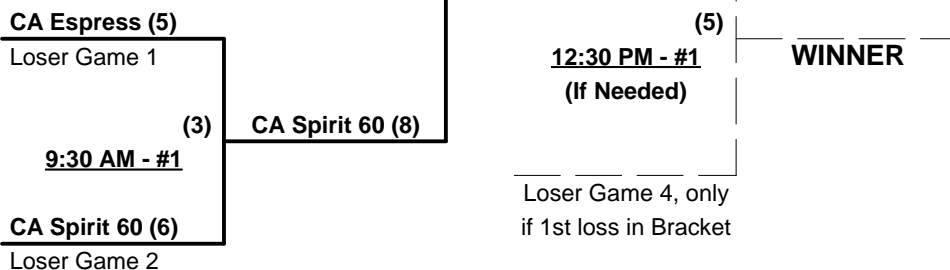 CA Espress (5)
Loser Game 1
(3)
9:30 AM - #1
CA Spirit 60 (8)
CA Spirit 60 (6)
Loser Game 2
(5)
12:30 PM - #1
(If Needed)
WINNER
Loser Game 4, only
if 1st loss in Bracket